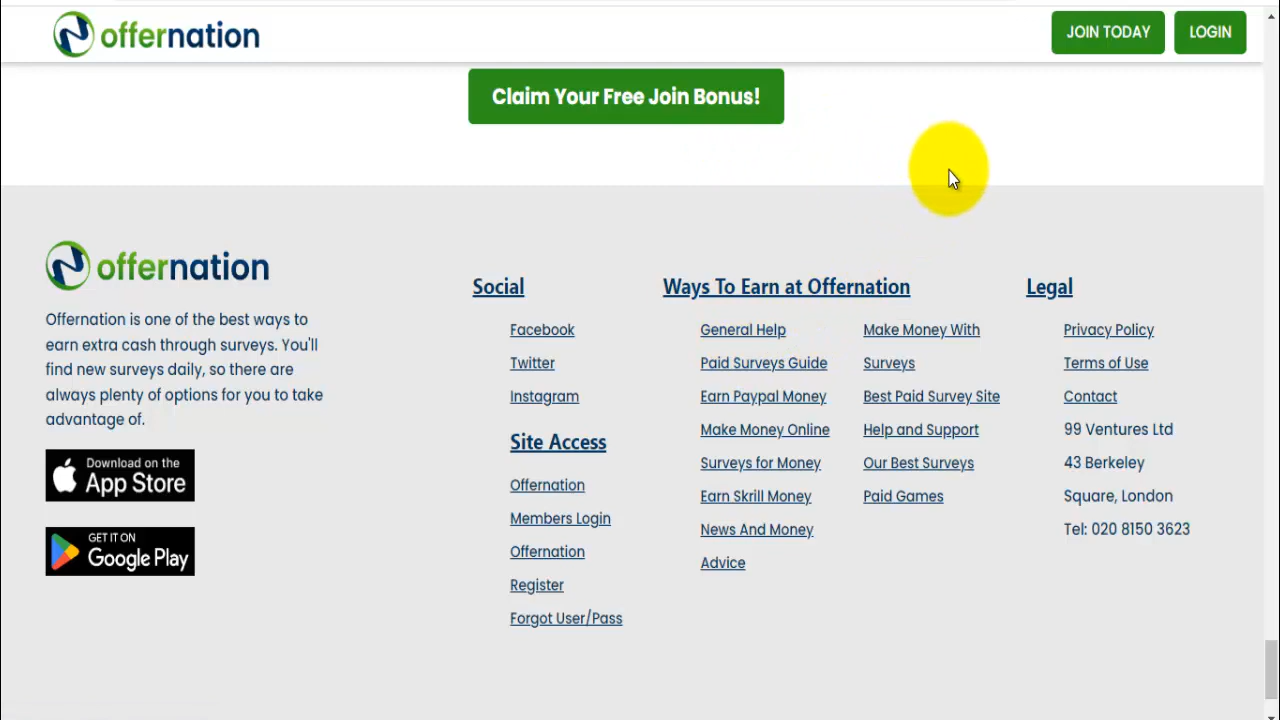 offernation
JOIN TODAY
LOGIN
Claim Your Free Join Bonus!
offernation
Offernation is one of the best ways to
earn extra cash through surveys. You'll
find new surveys daily, so there are
always plenty of options for you to take
advantage of.
Download on the
App Store
GET IT ON
Google Play
Social
Facebook
Twitter
Instagram
Site Access
Offernation
Members Login
Offernation
Register
Forgot User/Pass
Ways To Earn at Offernation
General Help
Paid Surveys Guide
Earn Paypal Money
Make Money Online
Surveys for Money
Earn Skrill Money
News And Money
Advice
Make Money With
Surveys
Best Paid Survey Site
Help and Support
Our Best Surveys
Paid Games
Legal
Privacy Policy
Terms of Use
Contact
99 Ventures Ltd
43 Berkeley
Square, London
Tel: 020 8150 3623